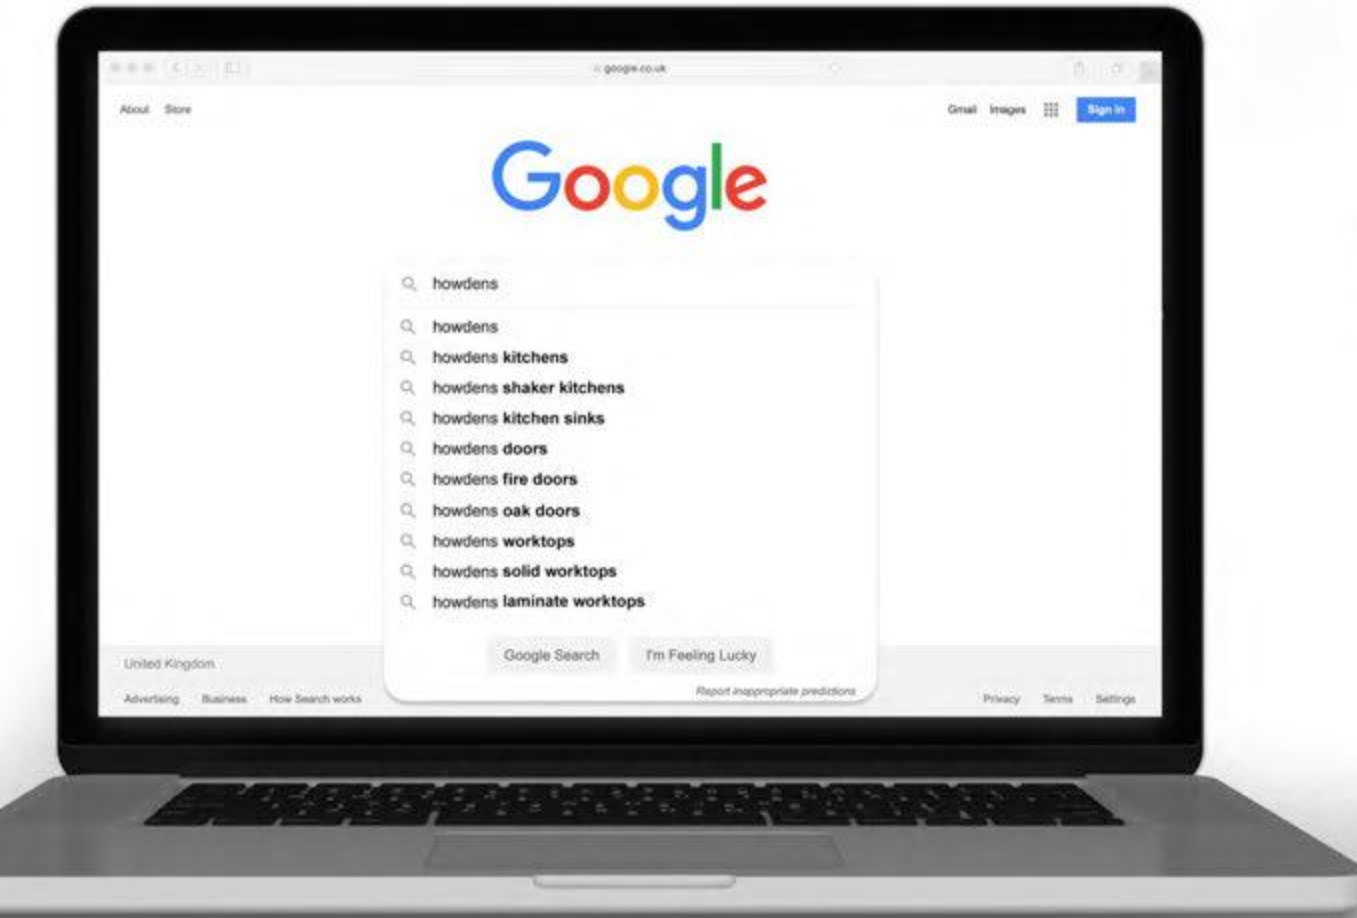 google.co.uk
About Store
Gmail Images Sign in
Google
howdens
howdens
howdens kitchens
howdens shaker kitchens
howdens kitchen sinks
howdens doors
howdens fire doors
howdens oak doors
howdens worktops
howdens solid worktops
howdens laminate worktops
Google Search I'm Feeling Lucky
Report inappropriate predictions
United Kingdom
Advertising Business How Search works
Privacy Terms Settings